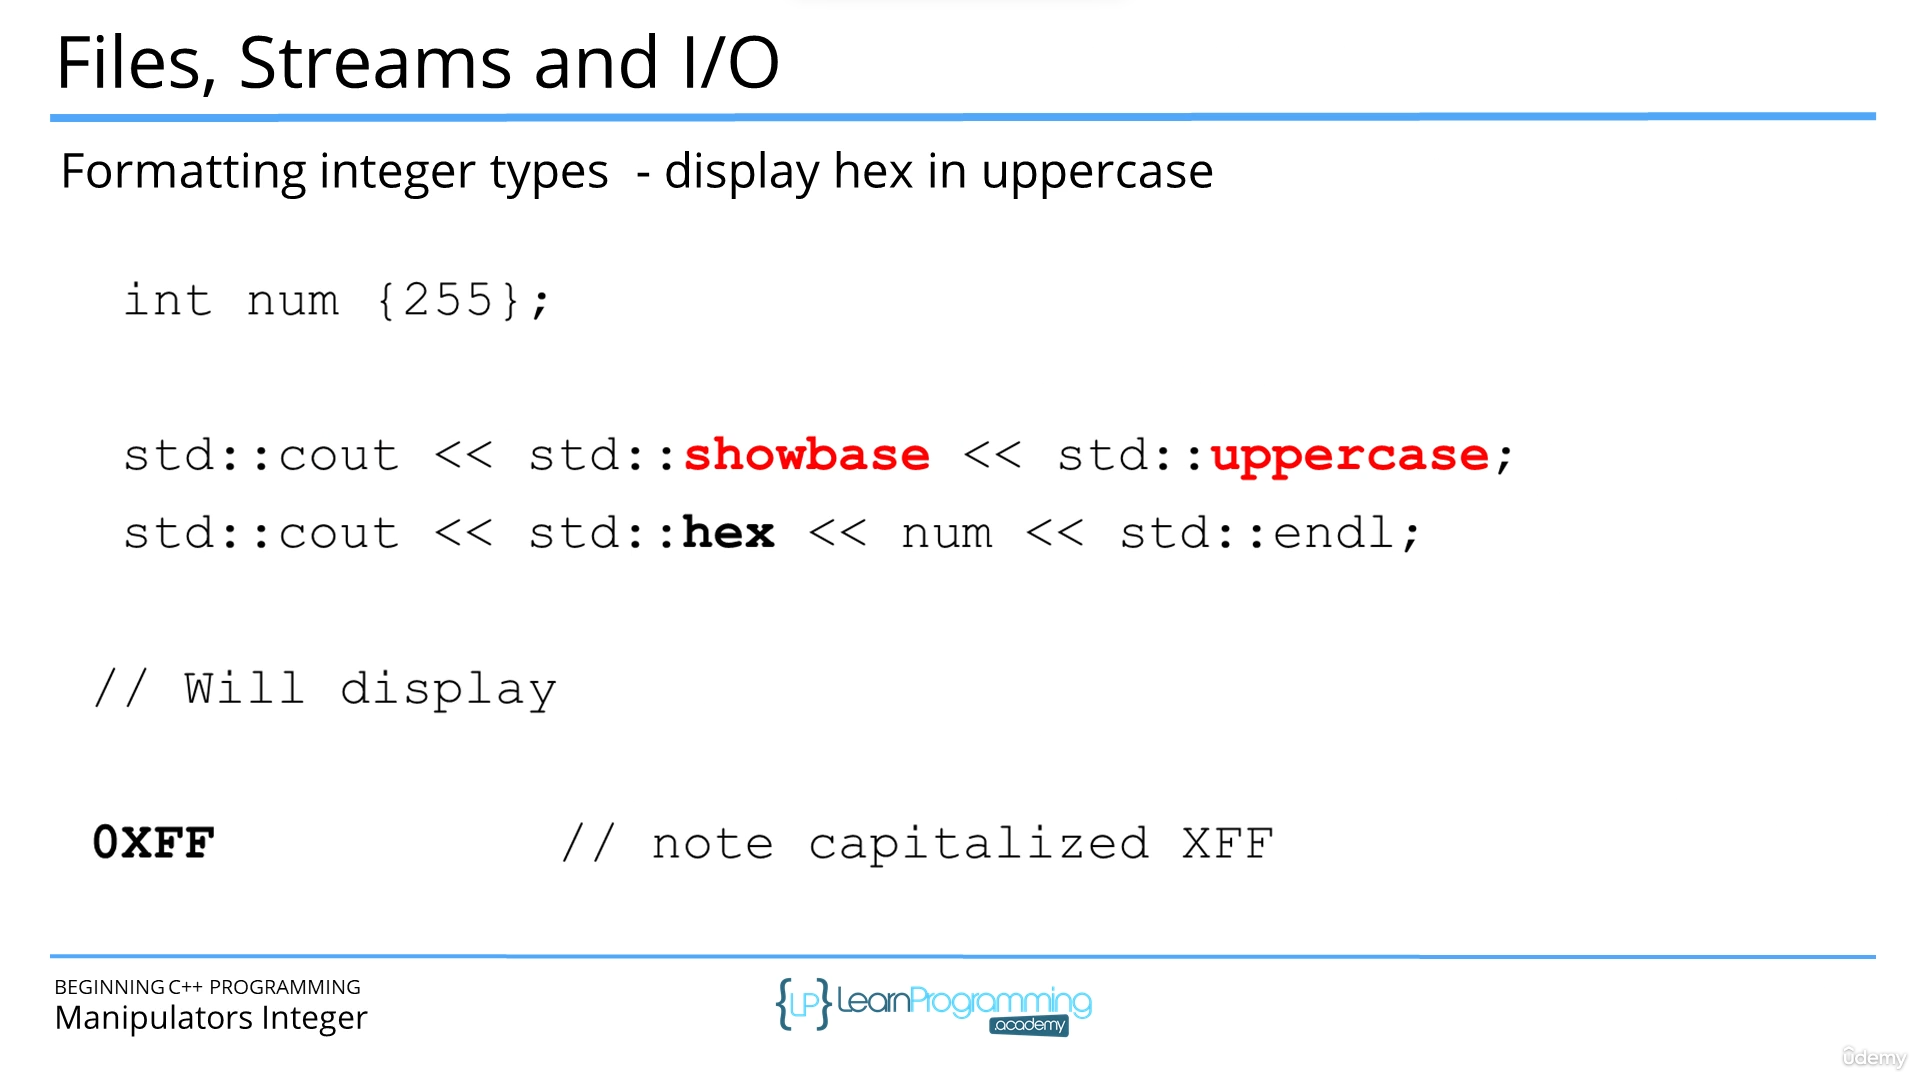 Files, Streams and I/O
Formatting integer types  - display hex in uppercase
int num {255};
std::cout << std::showbase << std::uppercase;
std::cout << std::hex << num << std::endl;
// Will display
0XFF // note capitalized XFF
BEGINNING C++ PROGRAMMING
Manipulators Integer
{LP} LearnProgramming
.academy
ûdemy